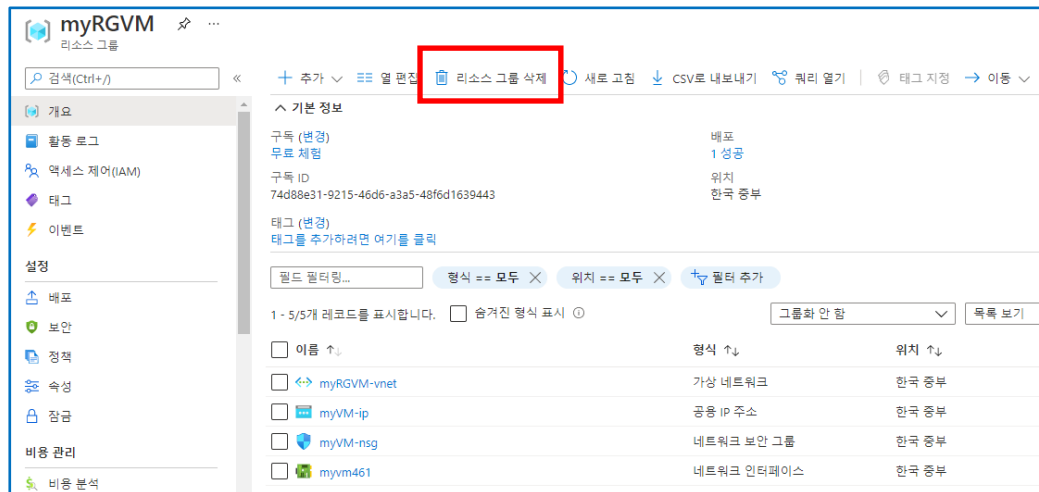 myRGVM
리소스 그룹
검색(Ctrl+/)
개요
활동 로그
액세스 제어(IAM)
태그
이벤트
설정
배포
보안
정책
속성
잠금
비용 관리
비용 분석
추가 열 편집 리소스 그룹 삭제 새로 고침 CSV로 내보내기 쿼리 열기 태그 지정 이동
기본 정보
구독 (변경)
무료 체험
구독 ID
74d88e31-9215-46d6-a3a5-48f6d1639443
태그 (변경)
태그를 추가하려면 여기를 클릭
배포
1 성공
위치
한국 중부
필드 필터링... 형식 == 모두 위치 == 모두 필터 추가
1 - 5/5개 레코드를 표시합니다. 숨겨진 형식 표시 그룹화 안 함 목록 보기
이름 형식 위치
myRGVM-vnet 가상 네트워크 한국 중부
myVM-ip 공용 IP 주소 한국 중부
myVM-nsg 네트워크 보안 그룹 한국 중부
myvm461 네트워크 인터페이스 한국 중부